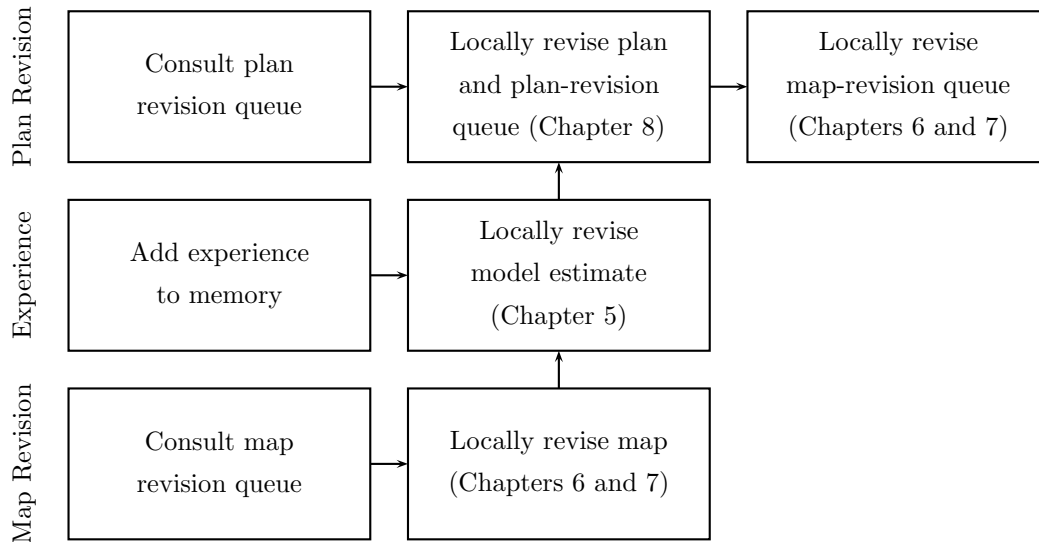 Plan Revision
Consult plan
revision queue
Locally revise plan
and plan-revision
queue (Chapter 8)
Locally revise
map-revision queue
(Chapters 6 and 7)
Experience
Add experience
to memory
Locally revise
model estimate
(Chapter 5)
Map Revision
Consult map
revision queue
Locally revise map
(Chapters 6 and 7)